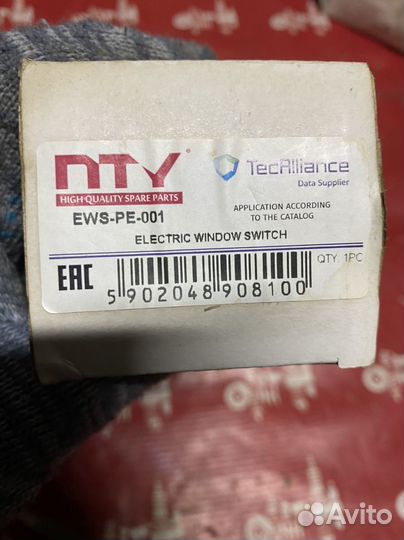 NTY®
HIGH-QUALITY SPARE PARTS
TecAlliance
Data Supplier
EWS-PE-001
APPLICATION ACCORDING
TO THE CATALOG
ELECTRIC WINDOW SWITCH
EAC
QTY. 1PC
5 902048 908100
Avito